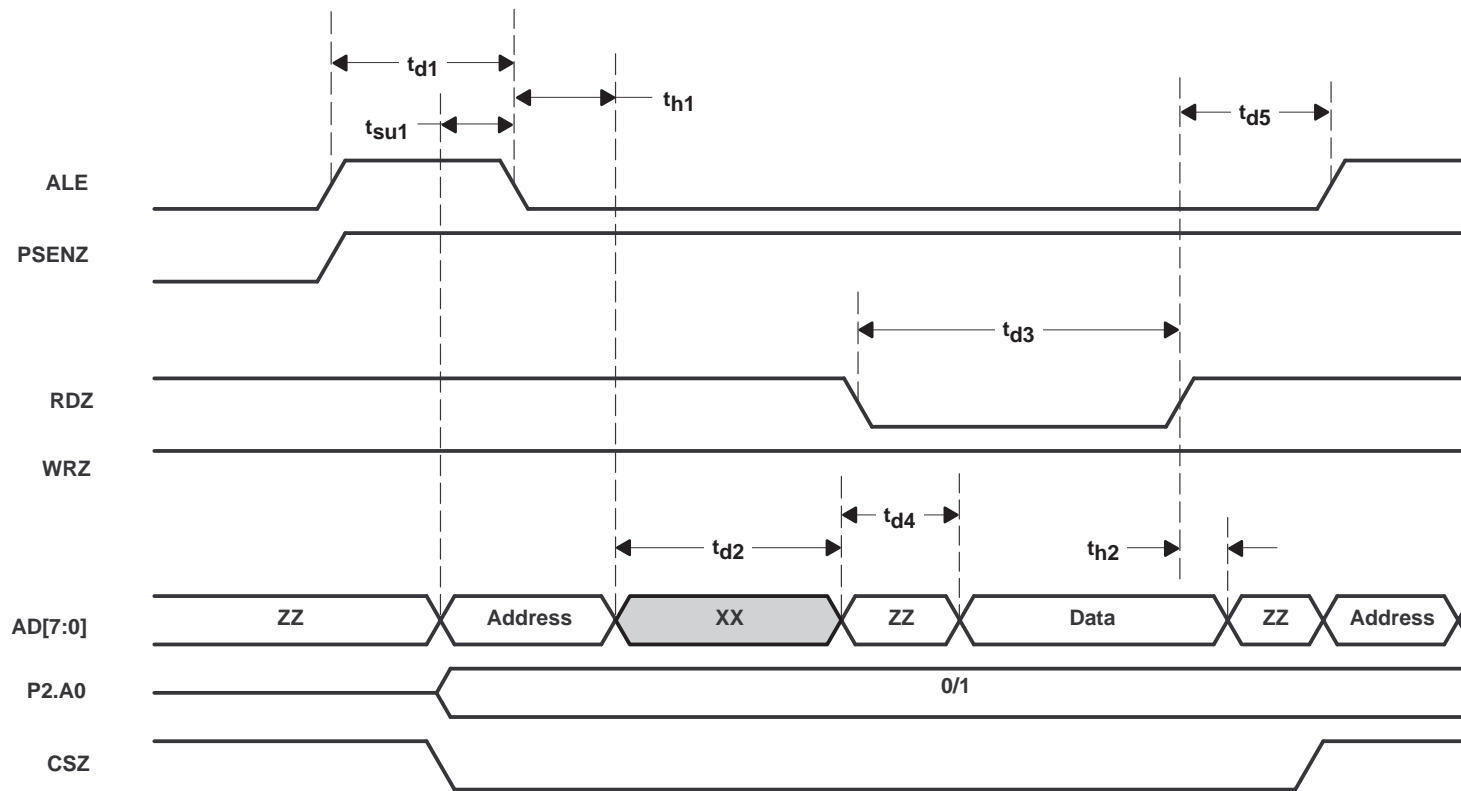 td1
th1
tsu1
td5
ALE
PSENZ
td3
RDZ
WRZ
td4
td2
th2
AD[7:0] ZZ Address XX ZZ Data ZZ Address
P2.A0 0/1
CSZ